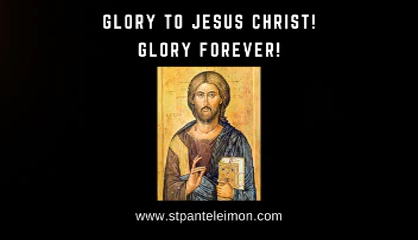 GLORY TO JESUS CHRIST!
GLORY FOREVER!
www.stpanteleimon.com